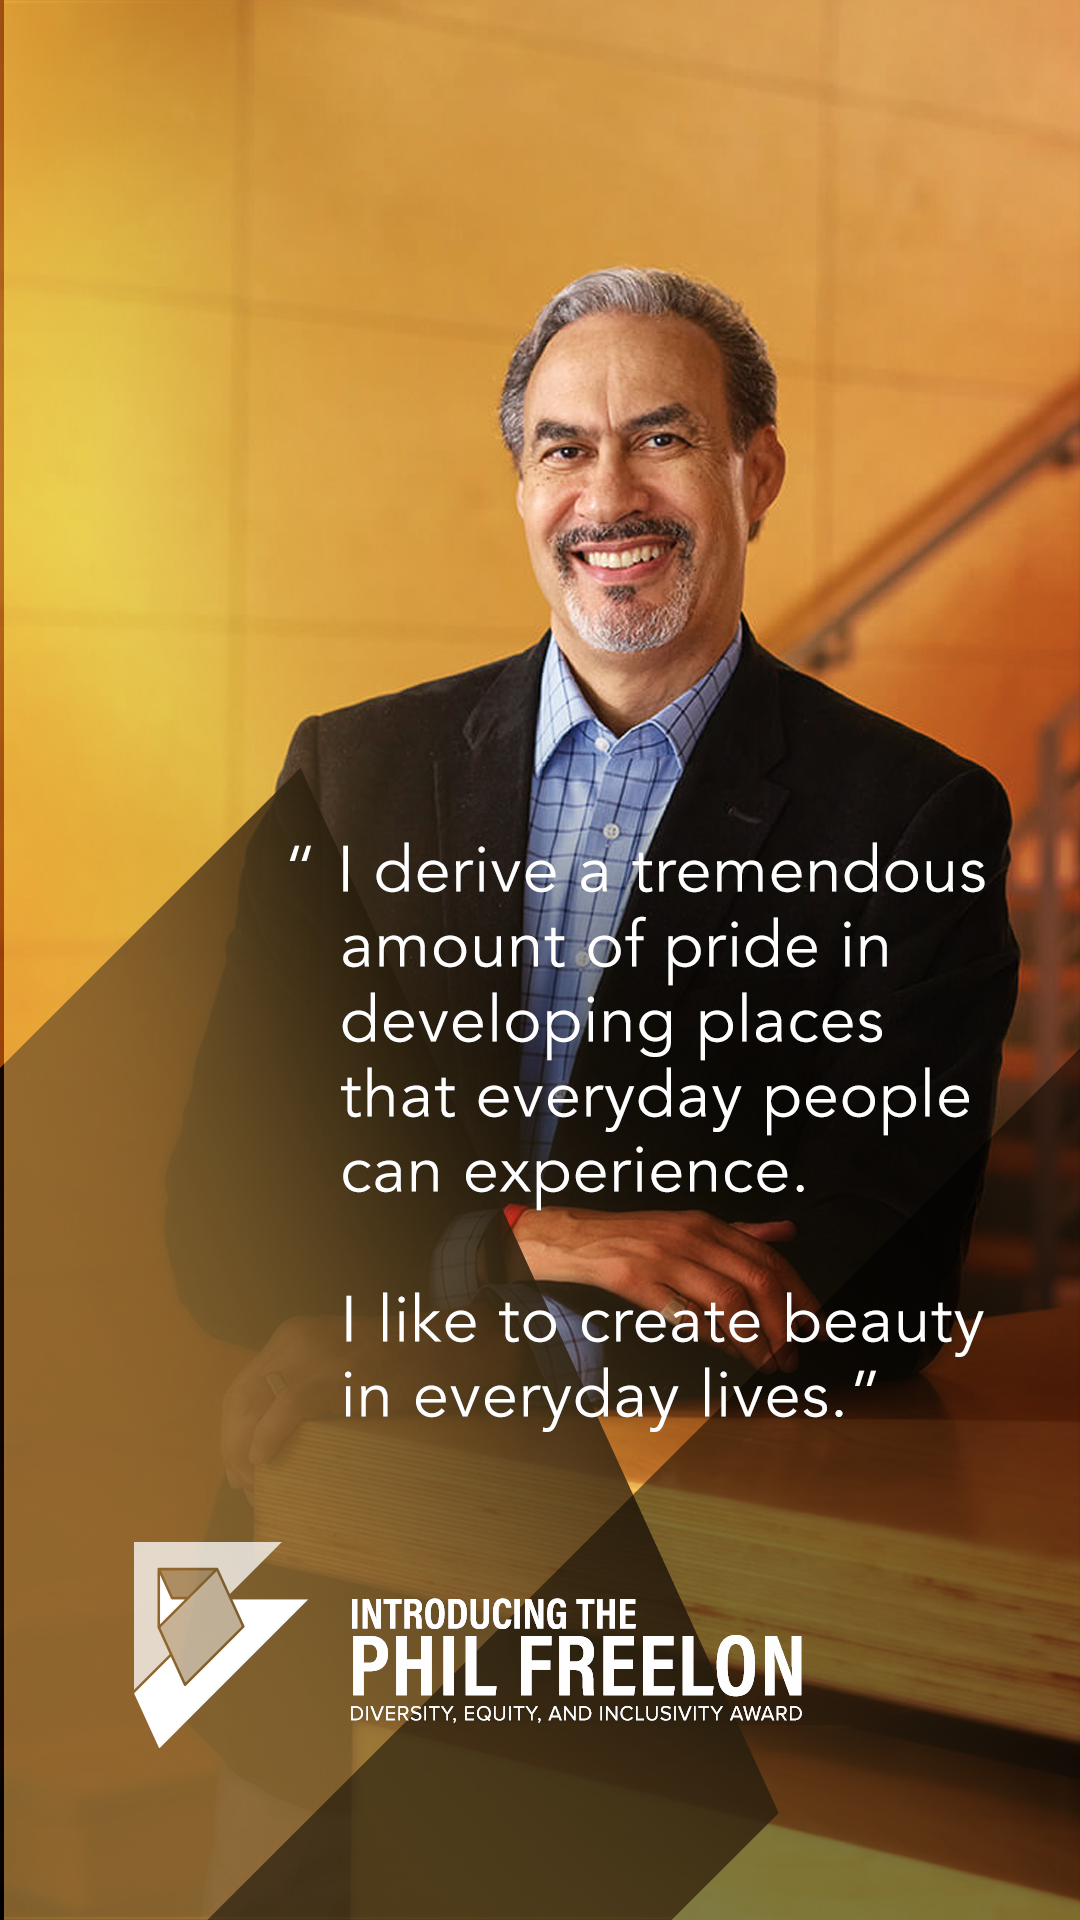 “ I derive a tremendous
amount of pride in
developing places
that everyday people
can experience.
I like to create beauty
in everyday lives.”
INTRODUCING THE
PHIL FREELON
DIVERSITY, EQUITY, AND INCLUSIVITY AWARD